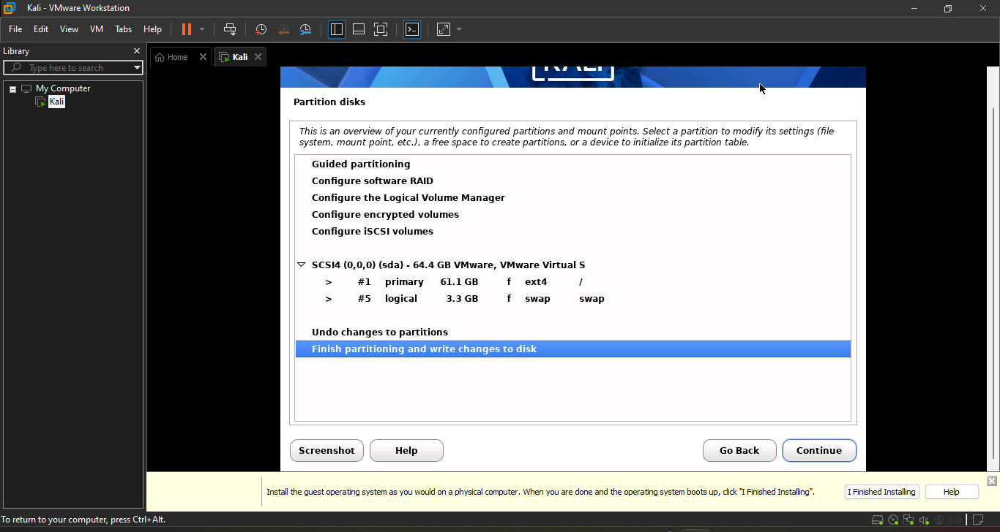 Kali - VMware Workstation
File Edit View VM Tabs Help
Library
Type here to search
My Computer
Kali
Home Kali
KALI
Partition disks
This is an overview of your currently configured partitions and mount points. Select a partition to modify its settings (file
system, mount point, etc.), a free space to create partitions, or a device to initialize its partition table.
Guided partitioning
Configure software RAID
Configure the Logical Volume Manager
Configure encrypted volumes
Configure iSCSI volumes
SCSI4 (0,0,0) (sda) - 64.4 GB VMware, VMware Virtual S
> #1 primary 61.1 GB f ext4 /
> #5 logical 3.3 GB f swap swap
Undo changes to partitions
Finish partitioning and write changes to disk
Screenshot Help Go Back Continue
Install the guest operating system as you would on a physical computer. When you are done and the operating system boots up, click "I Finished Installing".
I Finished Installing Help
To return to your computer, press Ctrl+Alt.